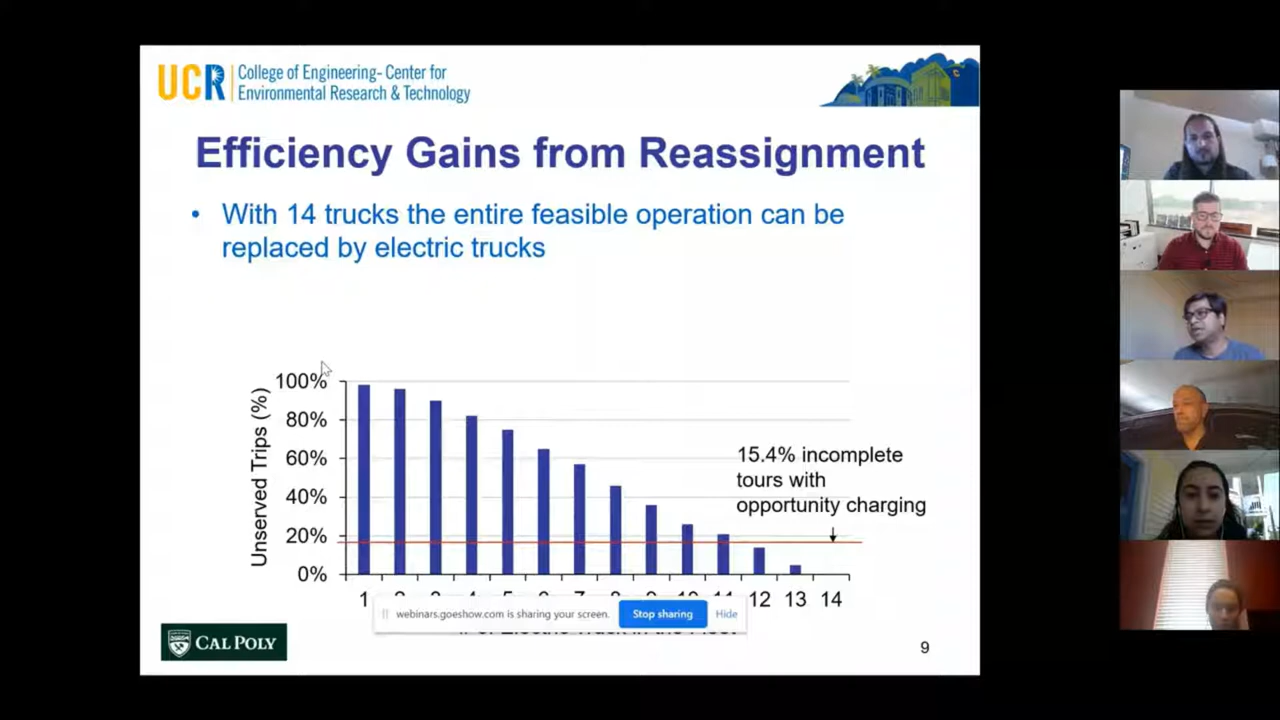 UCR
College of Engineering- Center for
Environmental Research & Technology
Efficiency Gains from Reassignment
• With 14 trucks the entire feasible operation can be
replaced by electric trucks
Unserved Trips (%)
100%
80%
60%
40%
20%
0%
15.4% incomplete
tours with
opportunity charging
1 12 13 14
webinars.goeshow.com is sharing your screen.
Stop sharing
Hide
CAL POLY
9